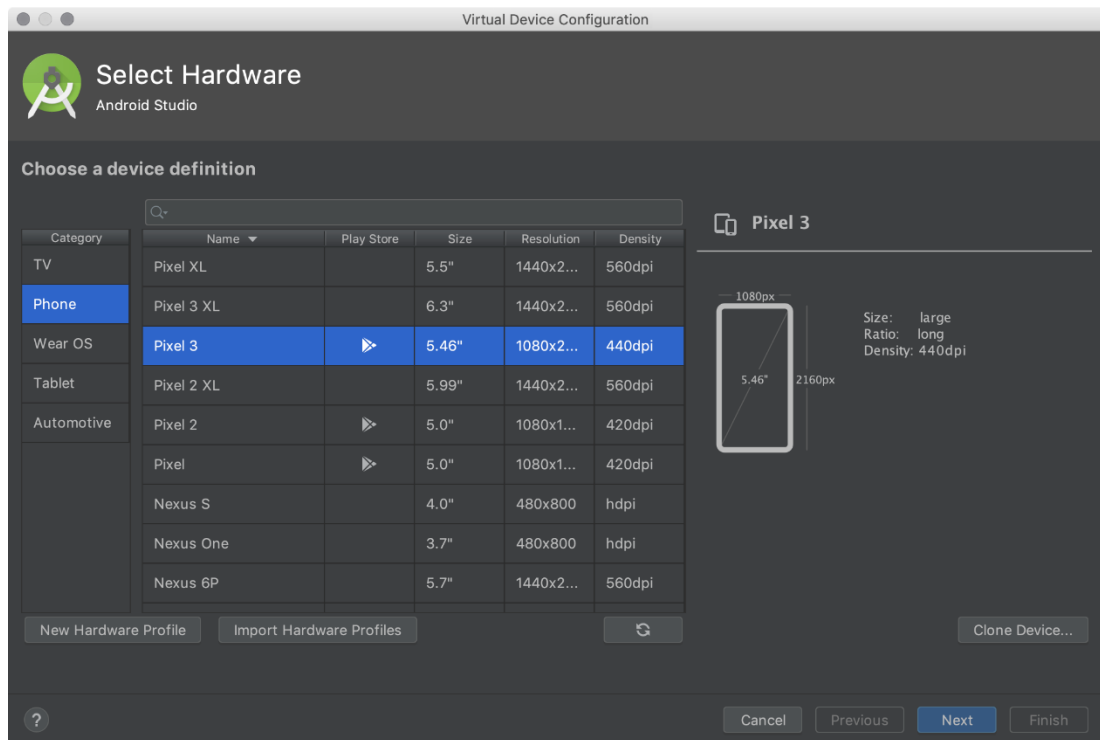 Virtual Device Configuration
Select Hardware
Android Studio
Choose a device definition
Category
TV
Phone
Wear OS
Tablet
Automotive
Name Play Store Size Resolution Density
Pixel XL 5.5" 1440x2... 560dpi
Pixel 3 XL 6.3" 1440x2... 560dpi
Pixel 3 5.46" 1080x2... 440dpi
Pixel 2 XL 5.99" 1440x2... 560dpi
Pixel 2 5.0" 1080x1... 420dpi
Pixel 5.0" 1080x1... 420dpi
Nexus S 4.0" 480x800 hdpi
Nexus One 3.7" 480x800 hdpi
Nexus 6P 5.7" 1440x2... 560dpi
Pixel 3
1080px
5.46"
2160px
Size: large
Ratio: long
Density: 440dpi
New Hardware Profile Import Hardware Profiles Clone Device...
? Cancel Previous Next Finish